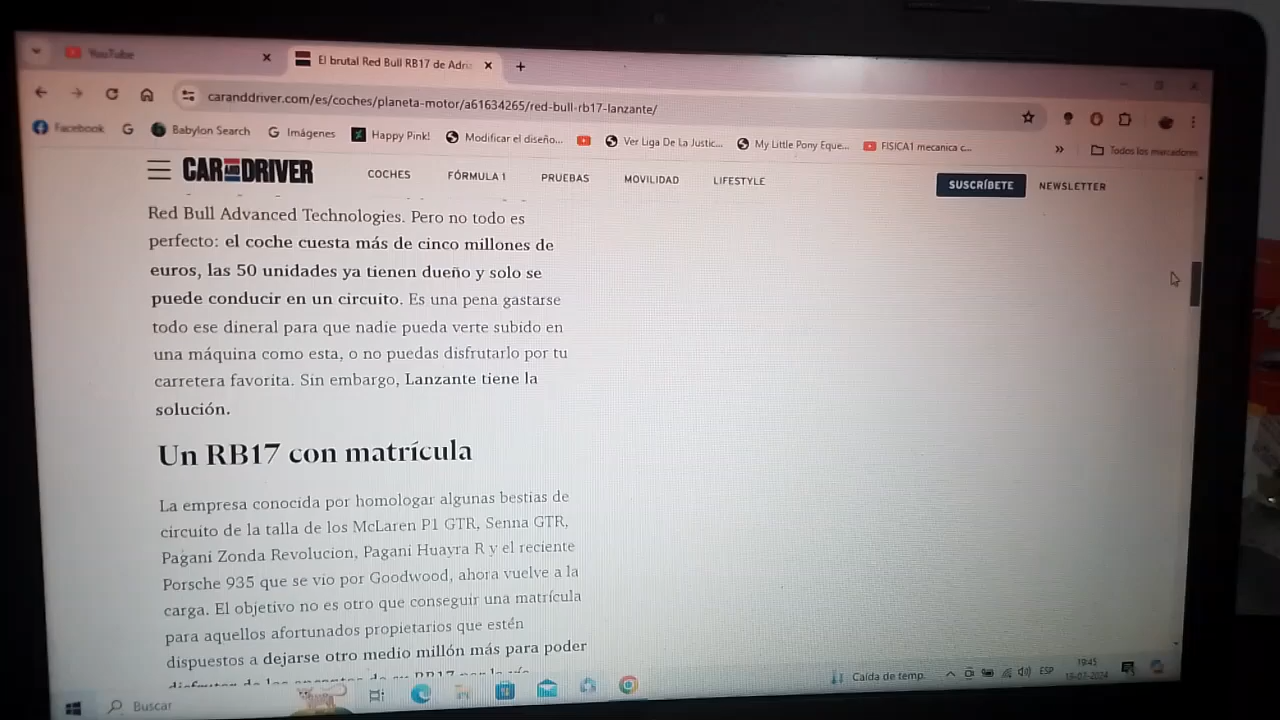 YouTube
El brutal Red Bull RB17 de Adri
caranddriver.com/es/coches/planeta-motor/a61634265/red-bull-rb17-lanzante/
Facebook Babylon Search Imágenes Happy Pink! Modificar el diseño... Ver Liga De La Justic... My Little Pony Eque... FISICA1 mecanica c... » Todos los marcadores
CAR AND DRIVER COCHES FÓRMULA 1 PRUEBAS MOVILIDAD LIFESTYLE SUSCRÍBETE NEWSLETTER
Red Bull Advanced Technologies. Pero no todo es
perfecto: el coche cuesta más de cinco millones de
euros, las 50 unidades ya tienen dueño y solo se
puede conducir en un circuito. Es una pena gastarse
todo ese dineral para que nadie pueda verte subido en
una máquina como esta, o no puedas disfrutarlo por tu
carretera favorita. Sin embargo, Lanzante tiene la
solución.
Un RB17 con matrícula
La empresa conocida por homologar algunas bestias de
circuito de la talla de los McLaren P1 GTR, Senna GTR,
Pagani Zonda Revolucion, Pagani Huayra R y el reciente
Porsche 935 que se vio por Goodwood, ahora vuelve a la
carga. El objetivo no es otro que conseguir una matrícula
para aquellos afortunados propietarios que estén
dispuestos a dejarse otro medio millón más para poder
Buscar Caída de temp. ESP 19:45